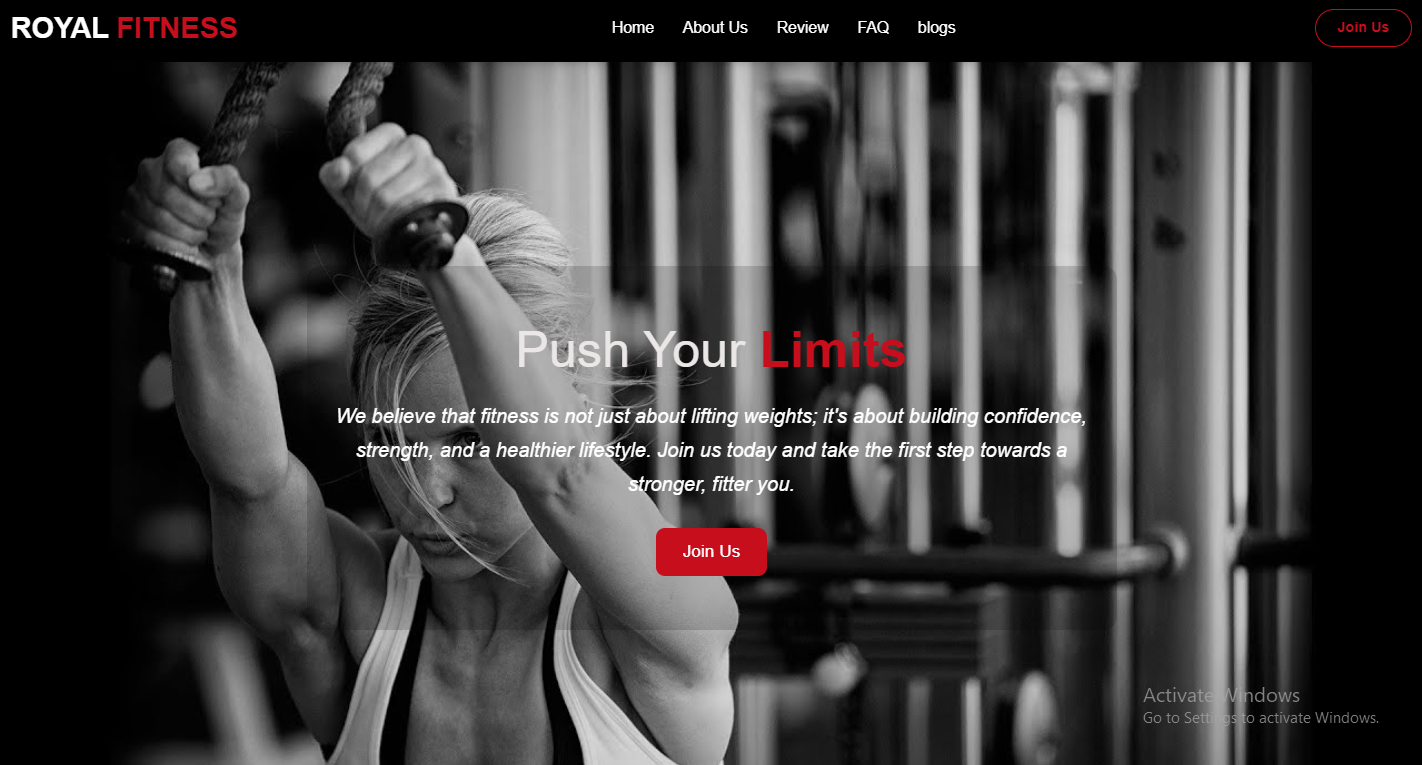 ROYAL FITNESS
Home About Us Review FAQ blogs
Join Us
Push Your Limits
We believe that fitness is not just about lifting weights; it's about building confidence,
strength, and a healthier lifestyle. Join us today and take the first step towards a
stronger, fitter you.
Join Us
Activate Windows
Go to Settings to activate Windows.